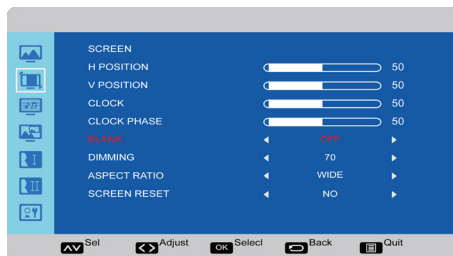 SCREEN
H POSITION 50
V POSITION 50
CLOCK 50
CLOCK PHASE 50
BLANK OFF
DIMMING 70
ASPECT RATIO WIDE
SCREEN RESET NO
Sel Adjust OK Selecl Back Quit